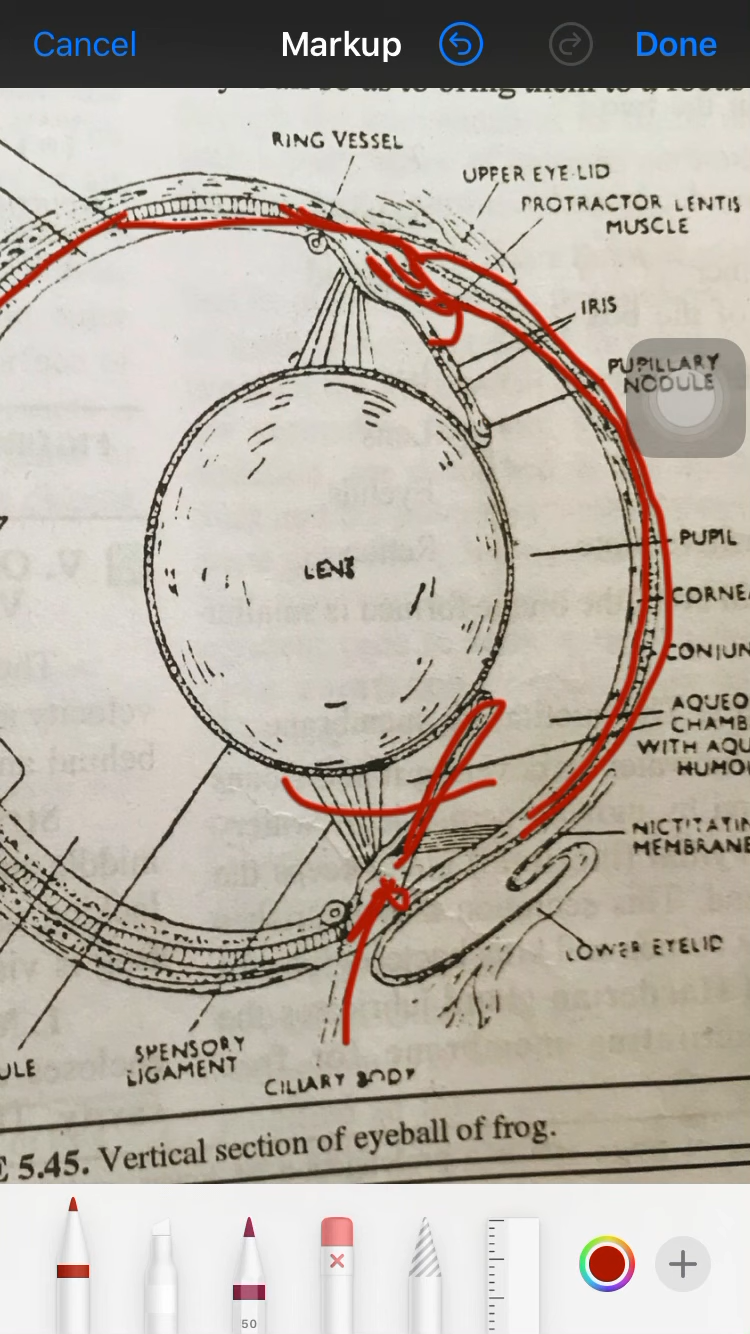 Cancel
Markup
Done
RING VESSEL
UPPER EYE-LID
PROTRACTOR LENTIS
MUSCLE
IRIS
PUPILLARY
NODULE
PUPIL
LENS
CORNEA
CONJUN
AQUEO
CHAMB
WITH AQU
HUMOU
NICTITATIN
MEMBRANE
LOWER EYELID
SPENSORY
LIGAMENT
ULE
CILLARY BODY
E 5.45. Vertical section of eyeball of frog.
50